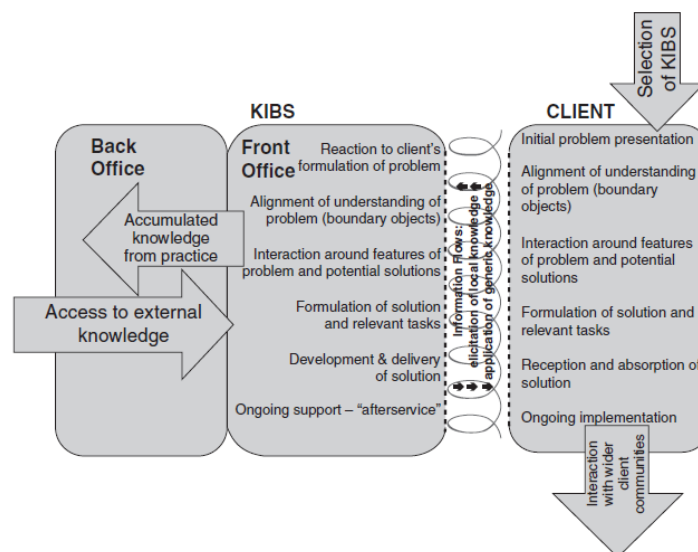 Selection
of KIBS
KIBS
CLIENT
Back
Office
Front
Office
Reaction to client's
formulation of problem
Alignment of understanding of
problem (boundary objects)
Interaction around features of
problem and potential solutions
Formulation of solution
and relevant tasks
Development & delivery
of solution
Ongoing support – “afterservice”
Accumulated
knowledge
from practice
Access to external
knowledge
Information Flows:
elicitation of local knowledge
application of generic knowledge
Initial problem presentation
Alignment of understanding
of problem (boundary
objects)
Interaction around features
of problem and potential
solutions
Formulation of solution and
relevant tasks
Reception and absorption of
solution
Ongoing implementation
Interaction
with wider
client
communities